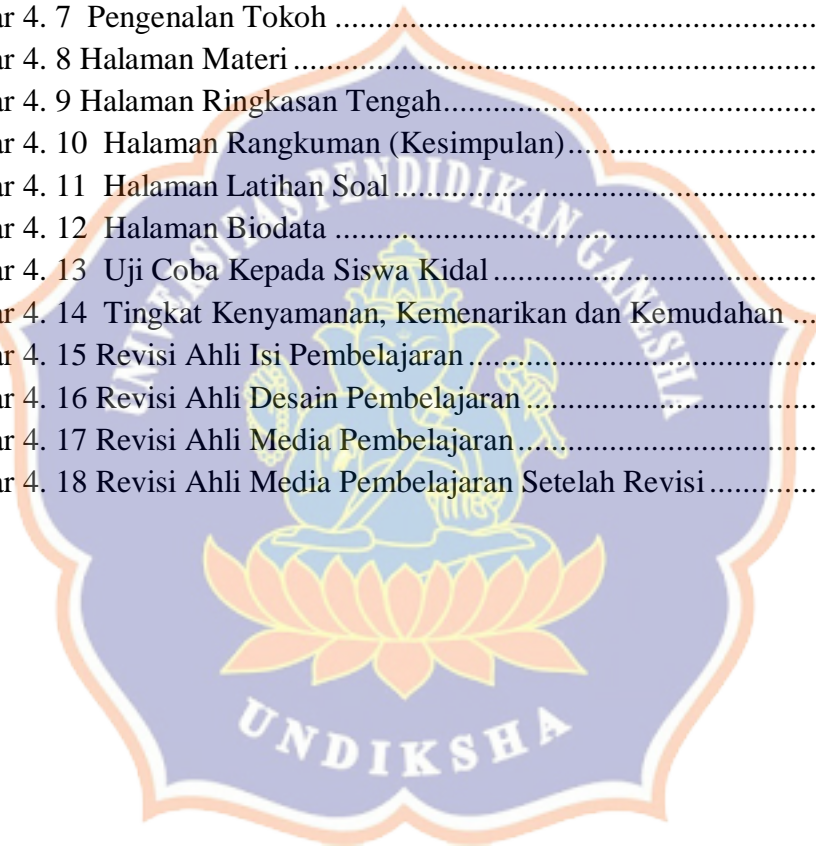 ar 4. 7 Pengenalan Tokoh ..............................................................
ar 4. 8 Halaman Materi ...................................................................
ar 4. 9 Halaman Ringkasan Tengah................................................
ar 4. 10 Halaman Rangkuman (Kesimpulan)................................
ar 4. 11 Halaman Latihan Soal ......................................................
ar 4. 12 Halaman Biodata ..............................................................
ar 4. 13 Uji Coba Kepada Siswa Kidal ..........................................
ar 4. 14 Tingkat Kenyamanan, Kemenarikan dan Kemudahan ...
ar 4. 15 Revisi Ahli Isi Pembelajaran .............................................
ar 4. 16 Revisi Ahli Desain Pembelajaran .....................................
ar 4. 17 Revisi Ahli Media Pembelajaran .......................................
ar 4. 18 Revisi Ahli Media Pembelajaran Setelah Revisi .............
UNIVERSITAS PENDIDIKAN GANESHA
UNDIKSHA